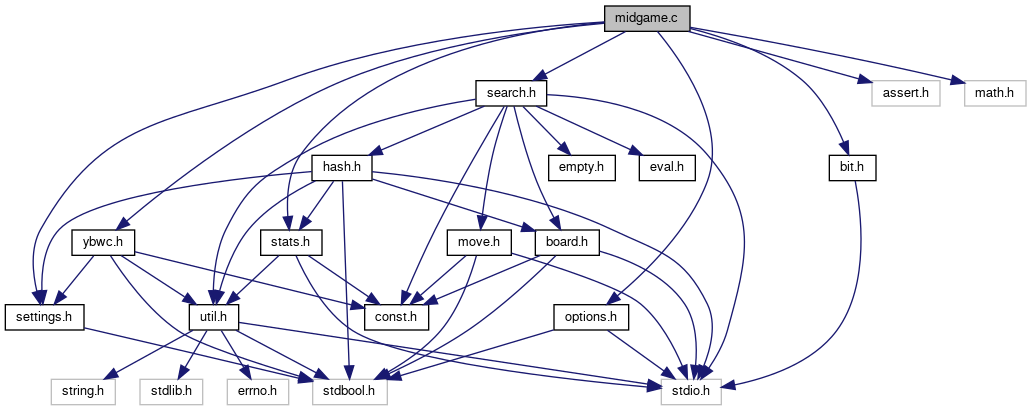 midgame.c
search.h
assert.h
math.h
hash.h
empty.h
eval.h
bit.h
ybwc.h
stats.h
move.h
board.h
settings.h
util.h
const.h
options.h
string.h
stdlib.h
errno.h
stdbool.h
stdio.h